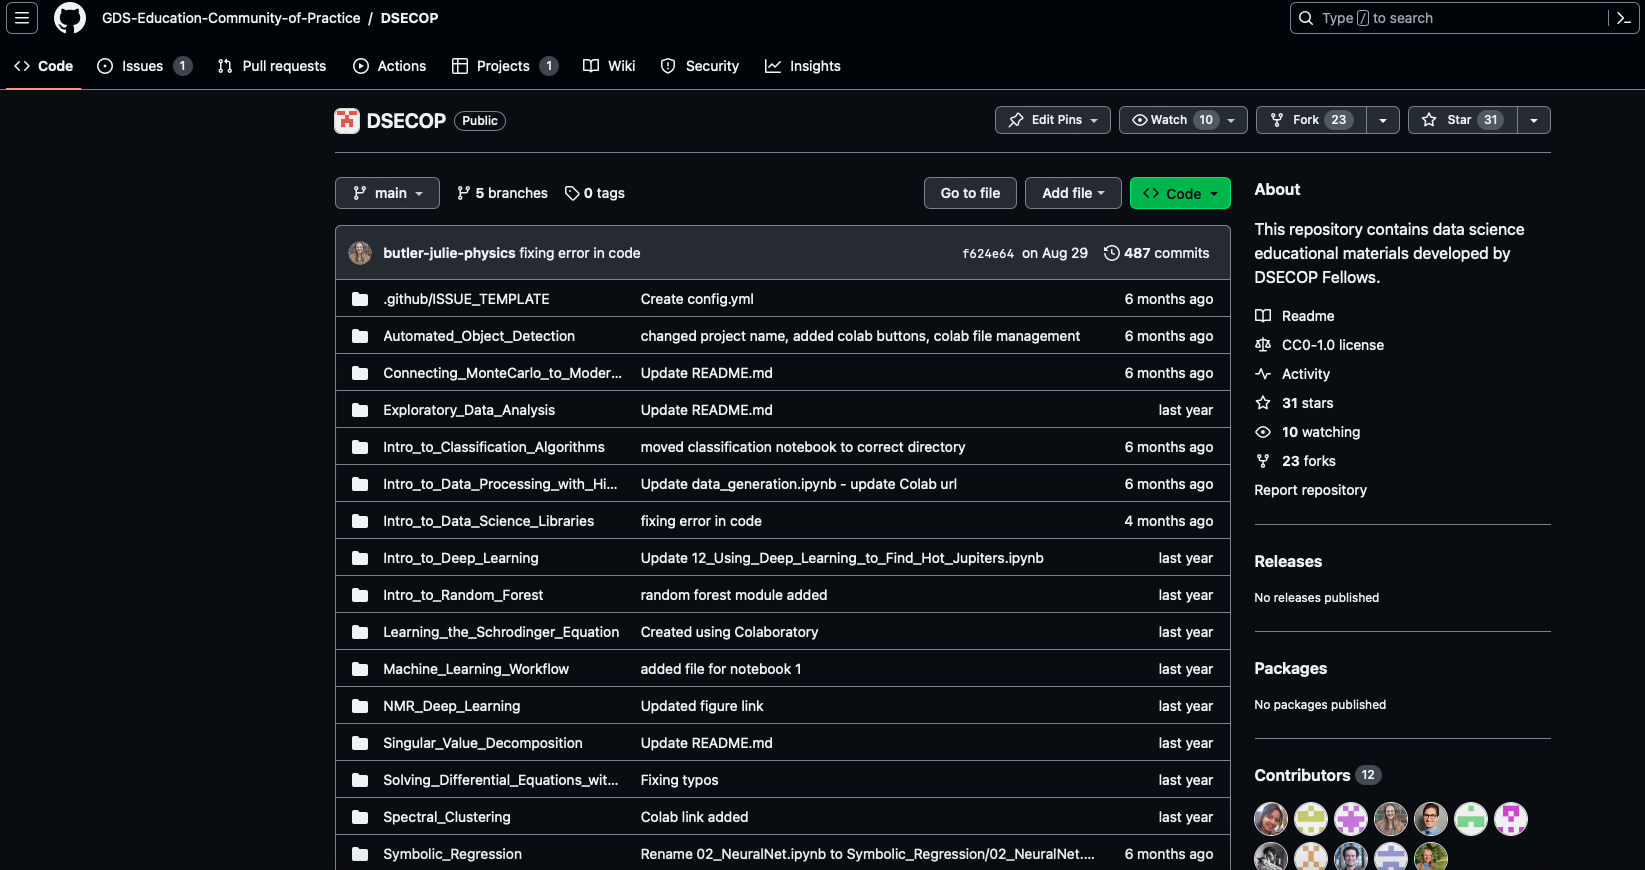 GDS-Education-Community-of-Practice / DSECOP
Type / to search
Code Issues 1 Pull requests Actions Projects 1 Wiki Security Insights
DSECOP Public
Edit Pins Watch 10 Fork 23 Star 31
main 5 branches 0 tags Go to file Add file Code
butler-julie-physics fixing error in code f624e64 on Aug 29 487 commits
.github/ISSUE_TEMPLATE Create config.yml 6 months ago
Automated_Object_Detection changed project name, added colab buttons, colab file management 6 months ago
Connecting_MonteCarlo_to_Moder... Update README.md 6 months ago
Exploratory_Data_Analysis Update README.md last year
Intro_to_Classification_Algorithms moved classification notebook to correct directory 6 months ago
Intro_to_Data_Processing_with_Hi... Update data_generation.ipynb - update Colab url 6 months ago
Intro_to_Data_Science_Libraries fixing error in code 4 months ago
Intro_to_Deep_Learning Update 12_Using_Deep_Learning_to_Find_Hot_Jupiters.ipynb last year
Intro_to_Random_Forest random forest module added last year
Learning_the_Schrodinger_Equation Created using Colaboratory last year
Machine_Learning_Workflow added file for notebook 1 last year
NMR_Deep_Learning Updated figure link last year
Singular_Value_Decomposition Update README.md last year
Solving_Differential_Equations_wit... Fixing typos last year
Spectral_Clustering Colab link added last year
Symbolic_Regression Rename 02_NeuralNet.ipynb to Symbolic_Regression/02_NeuralNet.... 6 months ago
About
This repository contains data science
educational materials developed by
DSECOP Fellows.
Readme
CC0-1.0 license
Activity
31 stars
10 watching
23 forks
Report repository
Releases
No releases published
Packages
No packages published
Contributors 12